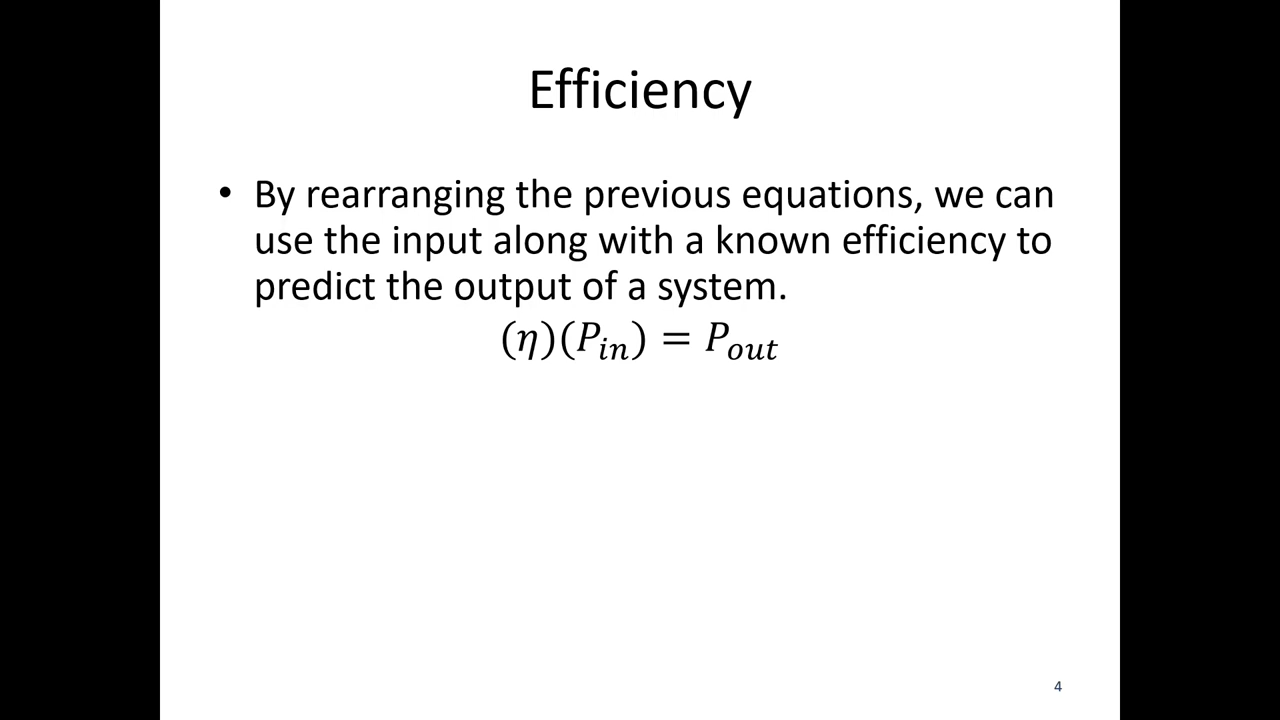 Efficiency
• By rearranging the previous equations, we can
use the input along with a known efficiency to
predict the output of a system.
(η)(P_in) = P_out
4